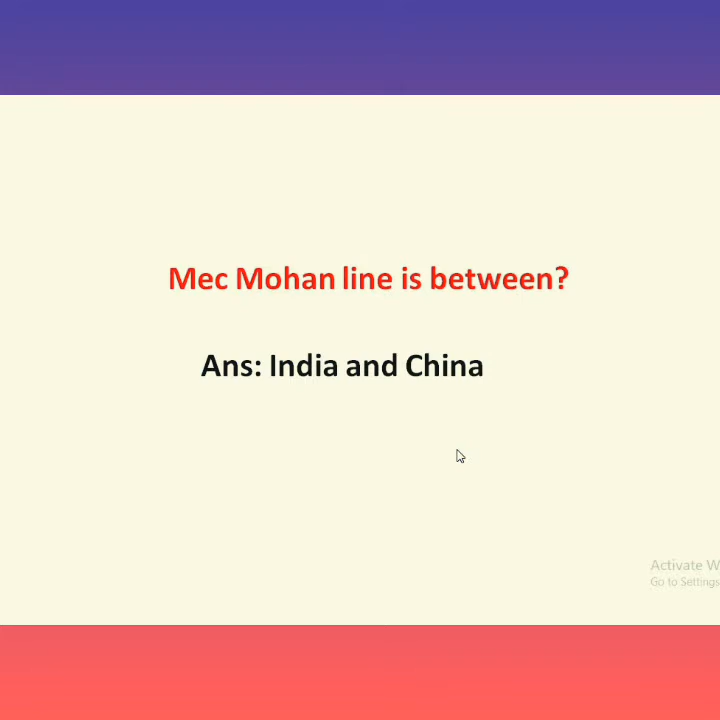 Mec Mohan line is between?
Ans: India and China
Activate W
Go to Settings